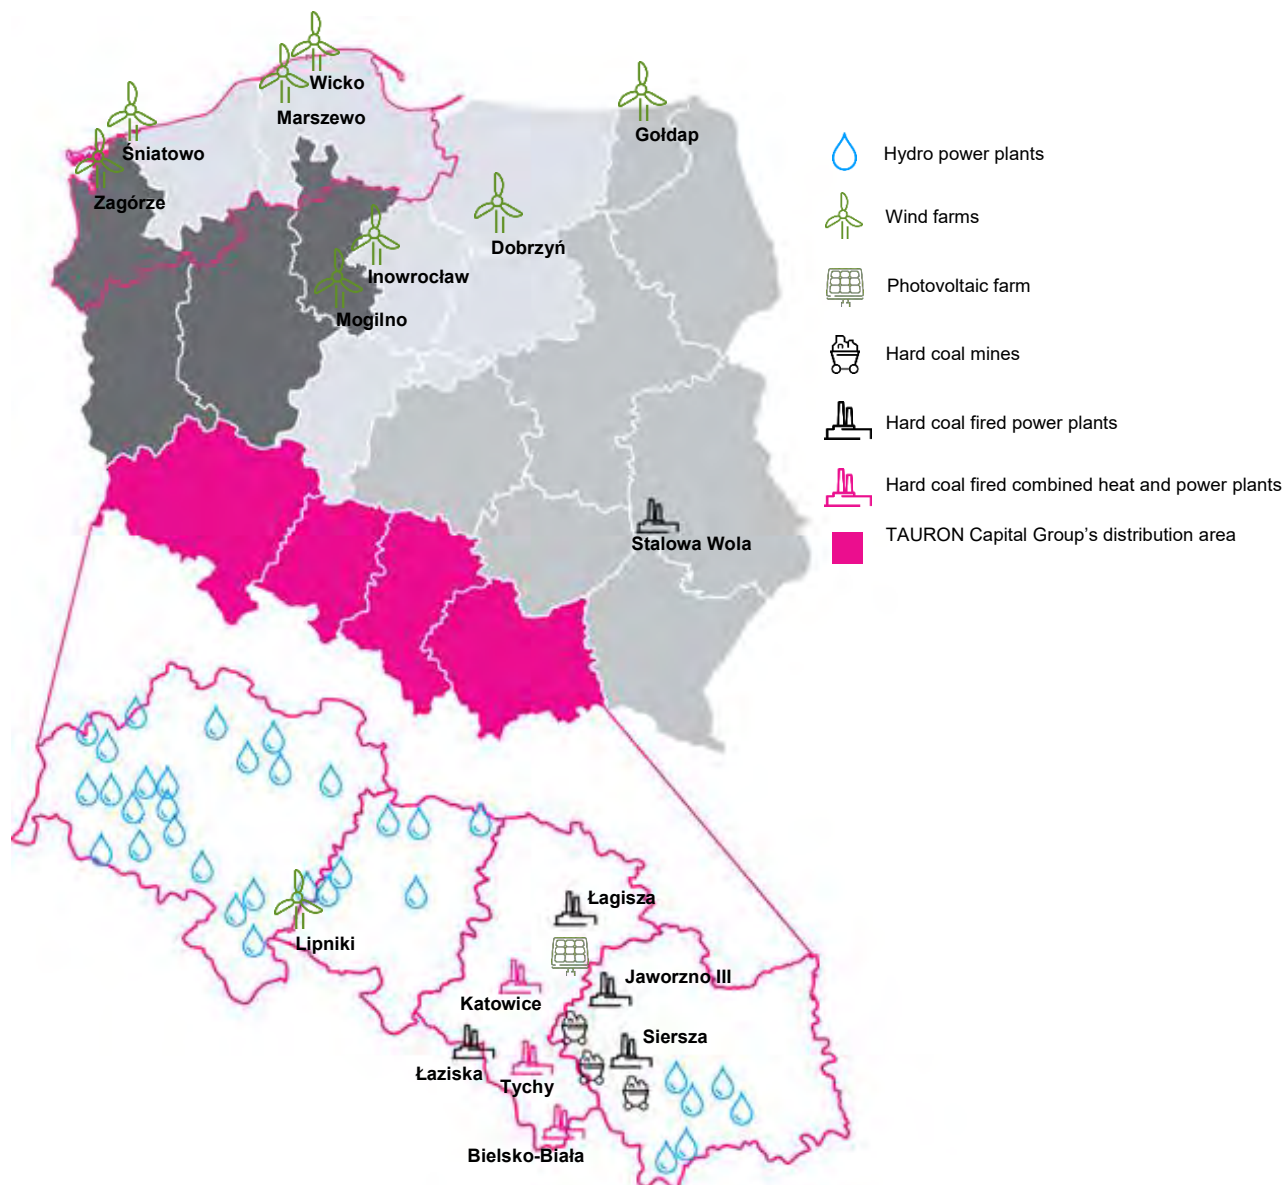 Wicko
Marszewo
Gołdap
Śniatowo
Zagórze
Dobrzyń
Inowrocław
Mogilno
Stalowa Wola
Hydro power plants
Wind farms
Photovoltaic farm
Hard coal mines
Hard coal fired power plants
Hard coal fired combined heat and power plants
TAURON Capital Group’s distribution area
Łagisza
Lipniki
Jaworzno III
Katowice
Siersza
Łaziska
Tychy
Bielsko-Biała